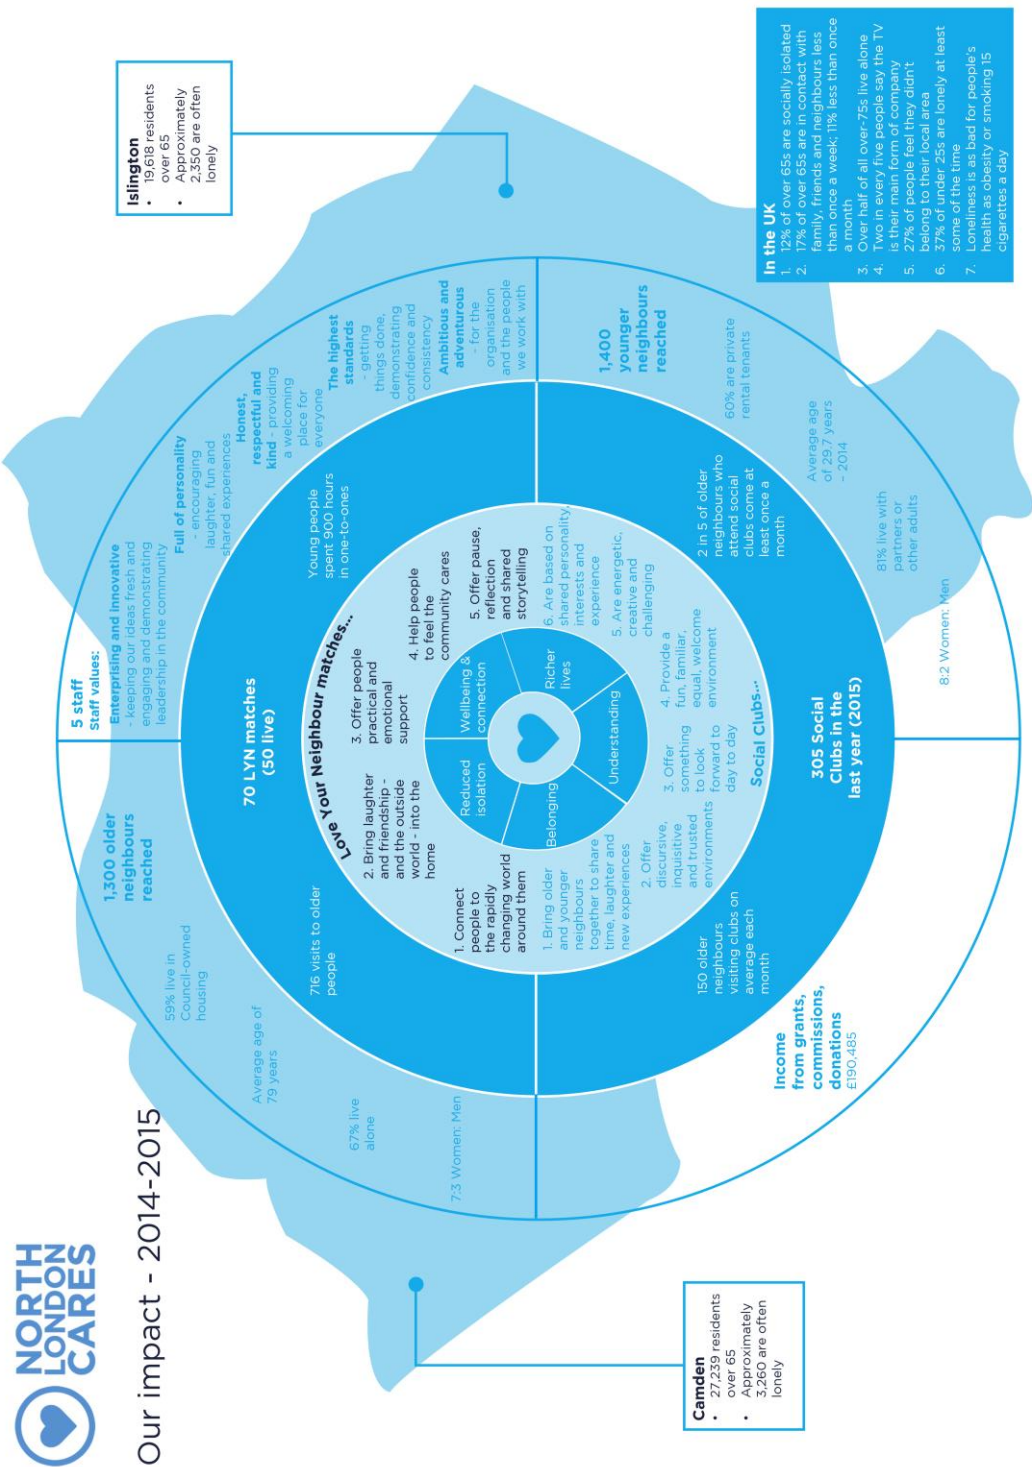 NORTH
LONDON
CARES
Our impact - 2014-2015
Islington
• 19,618 residents
over 65
• Approximately
2,350 are often
lonely
Camden
• 27,239 residents
over 65
• Approximately
3,260 are often
lonely
1,300 older
neighbours
reached
59% live in
Council-owned
housing
Average age of
79 years
67% live
alone
7:3 Women: Men
5 staff
Staff values:
Enterprising and innovative
- keeping our ideas fresh and
engaging and demonstrating
leadership in the community
Full of personality
- encouraging
laughter, fun and
shared experiences
Honest,
respectful and
kind - providing
a welcoming
place for
everyone
The highest
standards
- getting
things done,
demonstrating
confidence and
consistency
Ambitious and
adventurous
- for the
organisation
and the people
we work with
1,400
younger
neighbours
reached
60% are private
rental tenants
Average age
of 29.7 years
- 2014
81% live with
partners or
other adults
8:2 Women: Men
Income
from grants,
commissions,
donations
£190,485
70 LYN matches
(50 live)
716 visits to older
people
Young people
spent 900 hours
in one-to-ones
305 Social
Clubs in the
last year (2015)
150 older
neighbours
visiting clubs on
average each
month
2 in 5 of older
neighbours who
attend social
clubs come at
least once a
month
Love Your Neighbour matches...
1. Connect
people to
the rapidly
changing world
around them
2. Bring laughter
and friendship -
and the outside
world - into the
home
3. Offer people
practical and
emotional
support
4. Help people
to feel the
community cares
5. Offer pause,
reflection
and shared
storytelling
Social Clubs...
1. Bring older
and younger
neighbours
together to share
time, laughter and
new experiences
2. Offer
discursive,
inquisitive
and trusted
environments
3. Offer
something
to look
forward to
day to day
4. Provide a
fun, familiar,
equal, welcome
environment
5. Are energetic,
creative and
challenging
6. Are based on
shared personality,
interests and
experience
Reduced
isolation
Wellbeing &
connection
Richer
lives
Understanding
Belonging
In the UK
1. 12% of over 65s are socially isolated
2. 17% of over 65s are in contact with
family, friends and neighbours less
than once a week; 11% less than once
a month
3. Over half of all over-75s live alone
4. Two in every five people say the TV
is their main form of company
5. 27% of people feel they didn't
belong to their local area
6. 37% of under 25s are lonely at least
some of the time
7. Loneliness is as bad for people's
health as obesity or smoking 15
cigarettes a day